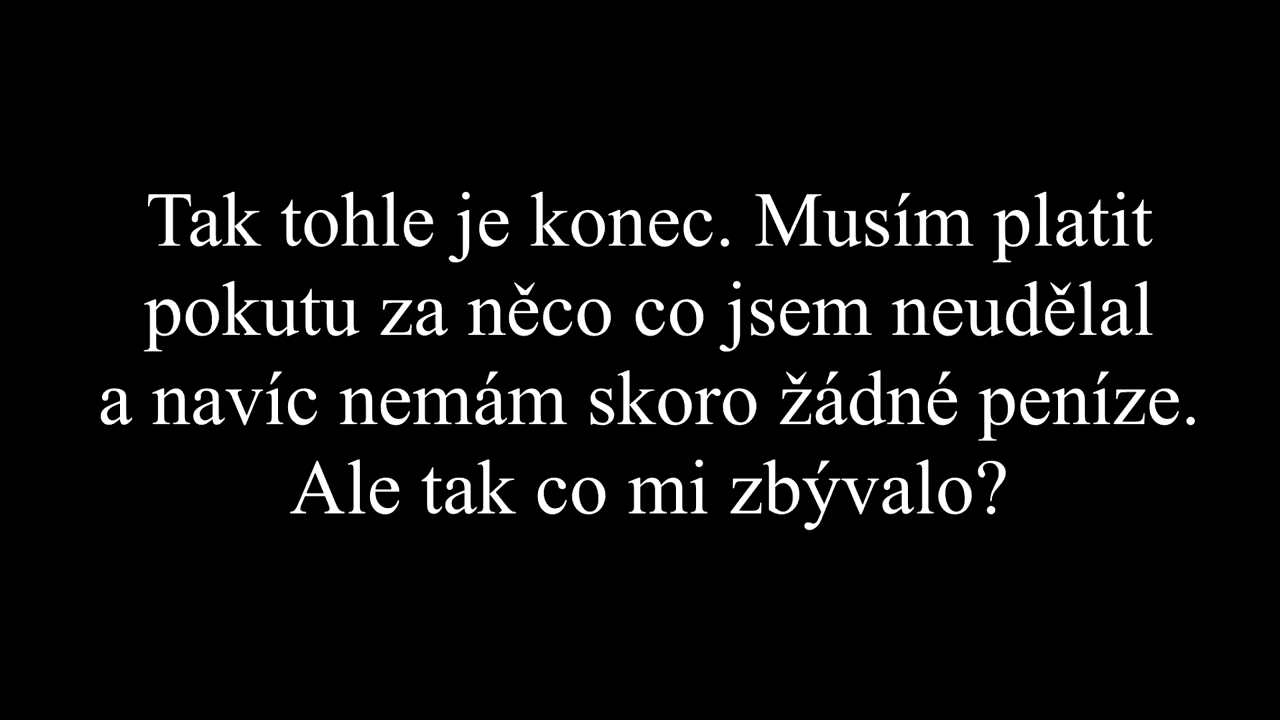 Tak tohle je konec. Musím platit
pokutu za něco co jsem neudělal
a navíc nemám skoro žádné peníze.
Ale tak co mi zbývalo?